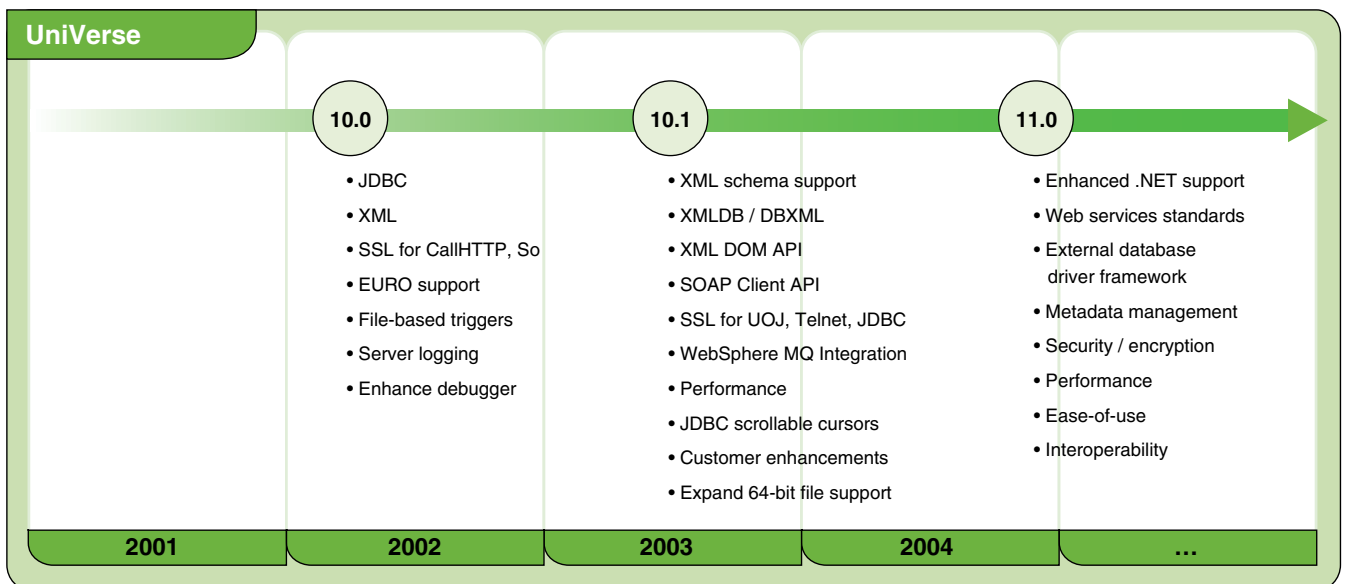 UniVerse
10.0
• JDBC
• XML
• SSL for CallHTTP, So
• EURO support
• File-based triggers
• Server logging
• Enhance debugger
10.1
• XML schema support
• XMLDB / DBXML
• XML DOM API
• SOAP Client API
• SSL for UOJ, Telnet, JDBC
• WebSphere MQ Integration
• Performance
• JDBC scrollable cursors
• Customer enhancements
• Expand 64-bit file support
11.0
• Enhanced .NET support
• Web services standards
• External database
driver framework
• Metadata management
• Security / encryption
• Performance
• Ease-of-use
• Interoperability
2001
2002
2003
2004
…